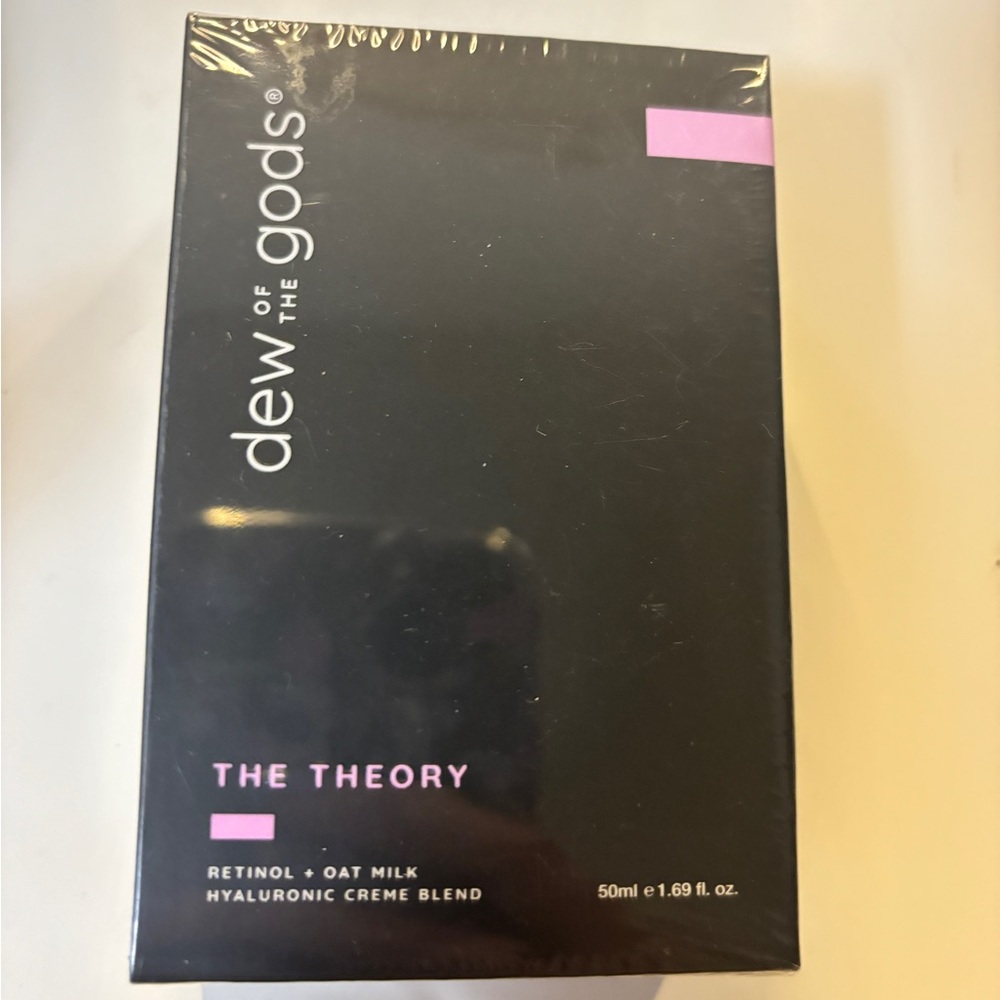 dew OF THE gods®
THE THEORY
RETINOL + OAT MILK
HYALURONIC CREME BLEND
50ml e 1.69 fl. oz.